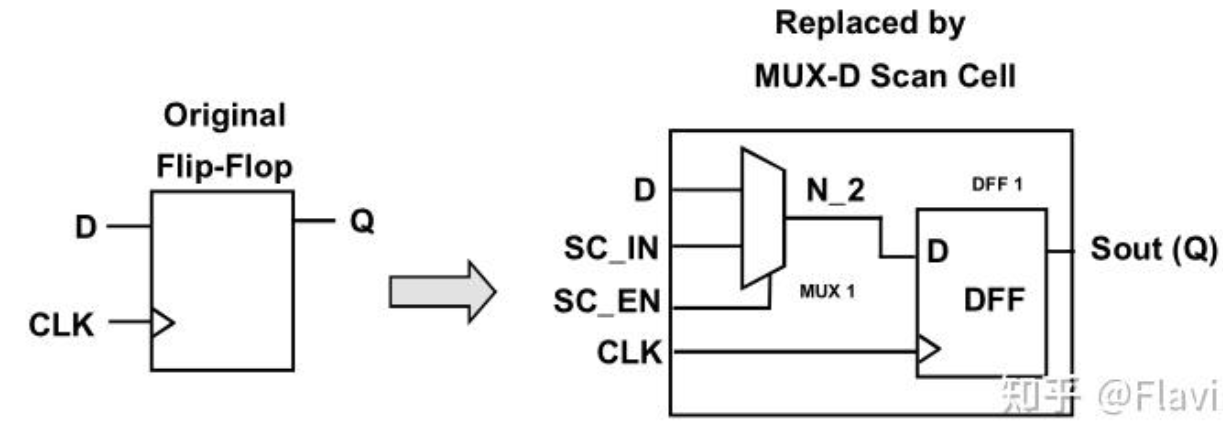 Original
Flip-Flop
D
Q
CLK
Replaced by
MUX-D Scan Cell
D
SC_IN
SC_EN
CLK
N_2
MUX 1
DFF 1
D
DFF
Sout (Q)
知乎 @Flavi